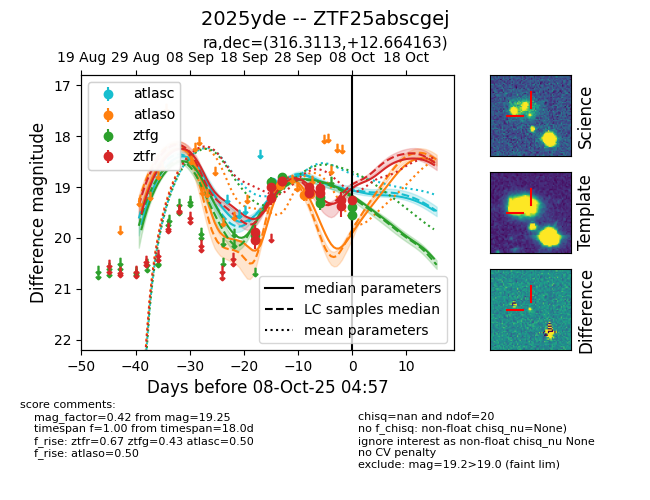 2025yde -- ZTF25abscgej
ra,dec=(316.3113,+12.664163)
19 Aug 29 Aug 08 Sep 18 Sep 28 Sep 08 Oct 18 Oct
17
18
19
20
21
22
Difference magnitude
atlasc
atlaso
ztfg
ztfr
median parameters
LC samples median
mean parameters
−50 −40 −30 −20 −10 0 10
Days before 08-Oct-25 04:57
Science
Template
Difference
score comments:
mag_factor=0.42 from mag=19.25
timespan f=1.00 from timespan=18.0d
f_rise: ztfr=0.67 ztfg=0.43 atlasc=0.50
f_rise: atlaso=0.50
chisq=nan and ndof=20
no f_chisq: non-float chisq_nu=None)
ignore interest as non-float chisq_nu None
no CV penalty
exclude: mag=19.2>19.0 (faint lim)